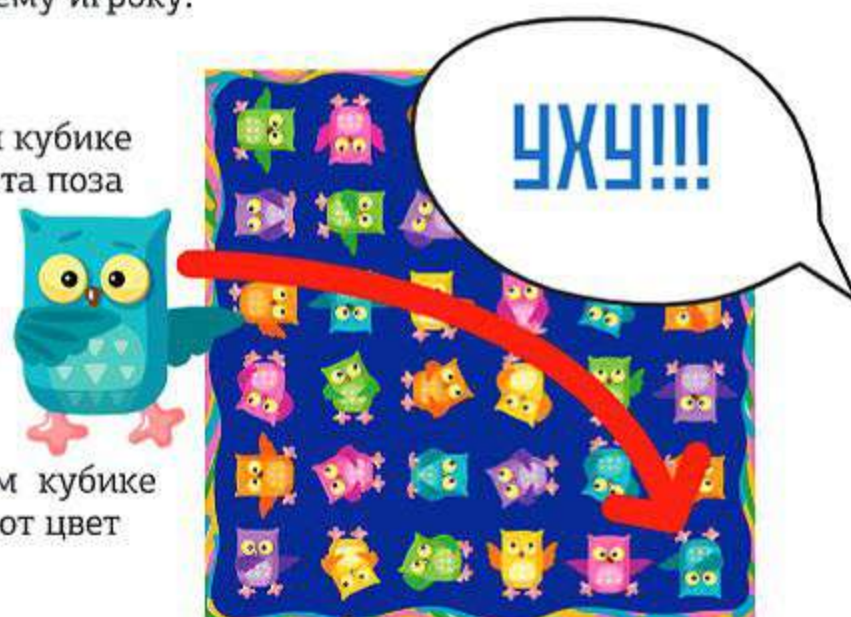 ему игроку.
кубике
та поза
УХУ!!!
м кубике
от цвет